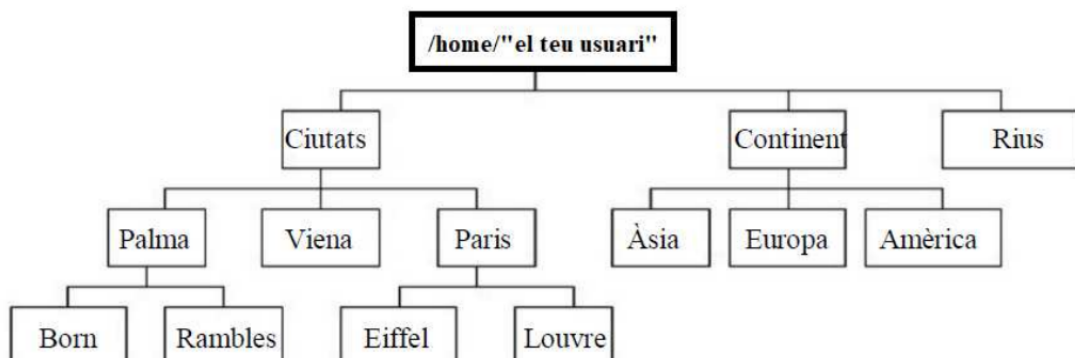 /home/"el teu usuari"
Ciutats
Continent
Rius
Palma
Viena
Paris
Àsia
Europa
Amèrica
Born
Rambles
Eiffel
Louvre